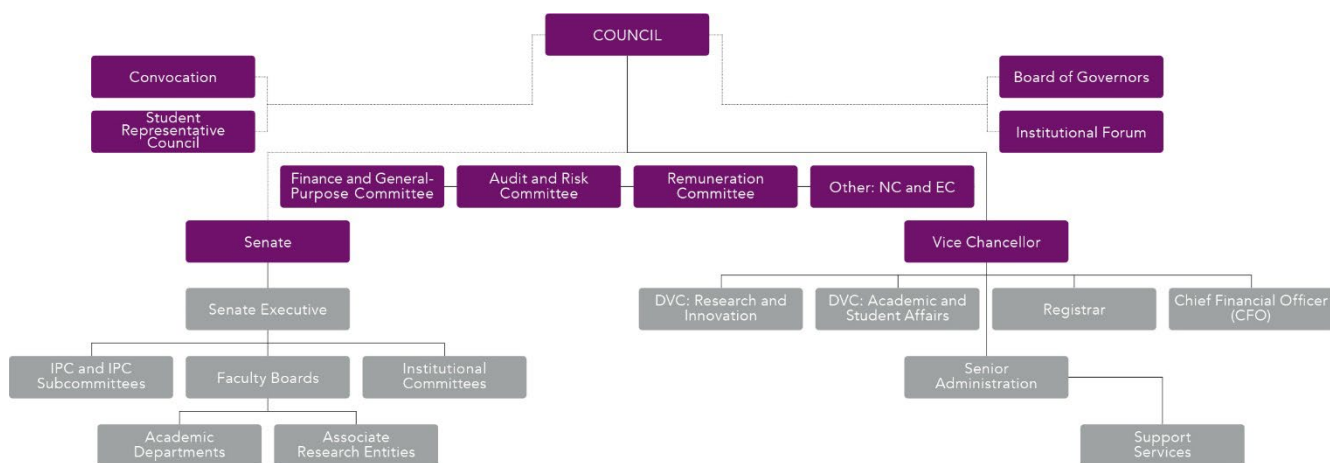 COUNCIL
Convocation
Board of Governors
Student
Representative
Council
Institutional Forum
Finance and General-
Purpose Committee
Audit and Risk
Committee
Remuneration
Committee
Other: NC and EC
Senate
Vice Chancellor
Senate Executive
DVC: Research and
Innovation
DVC: Academic and
Student Affairs
Registrar
Chief Financial Officer
(CFO)
IPC and IPC
Subcommittees
Faculty Boards
Institutional
Committees
Senior
Administration
Academic
Departments
Associate
Research Entities
Support
Services